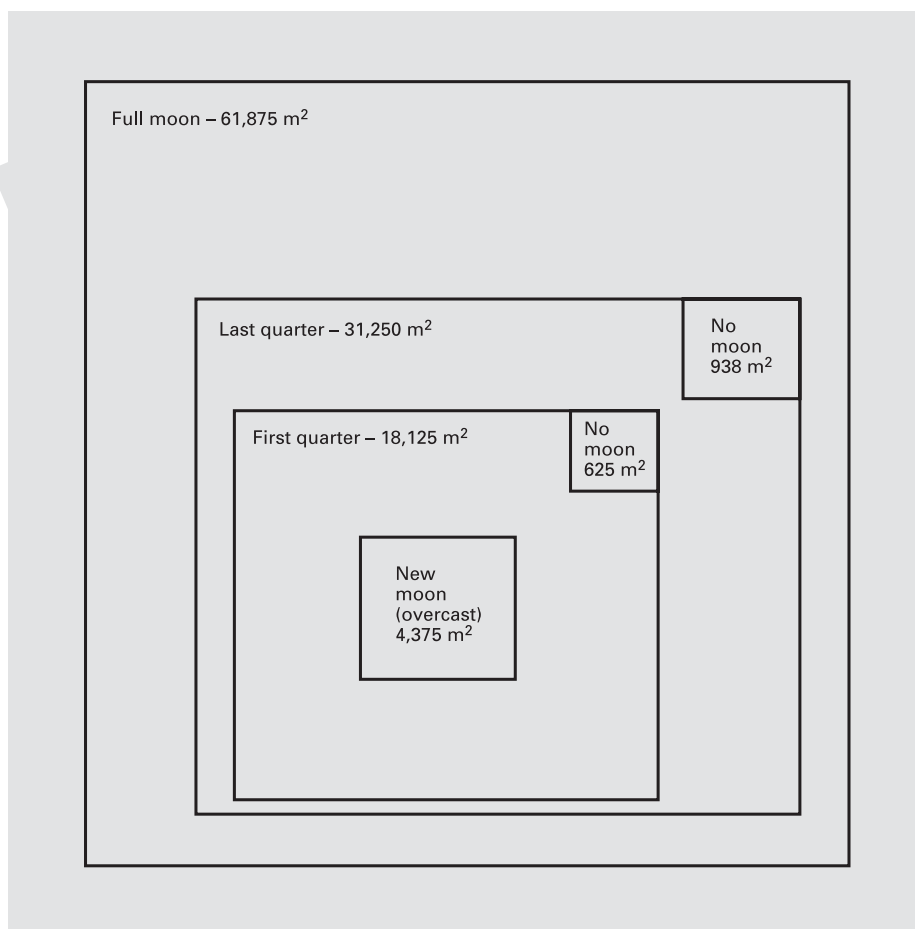 Full moon – 61,875 m²
Last quarter – 31,250 m²
No
moon
938 m²
First quarter – 18,125 m²
No
moon
625 m²
New
moon
(overcast)
4,375 m²